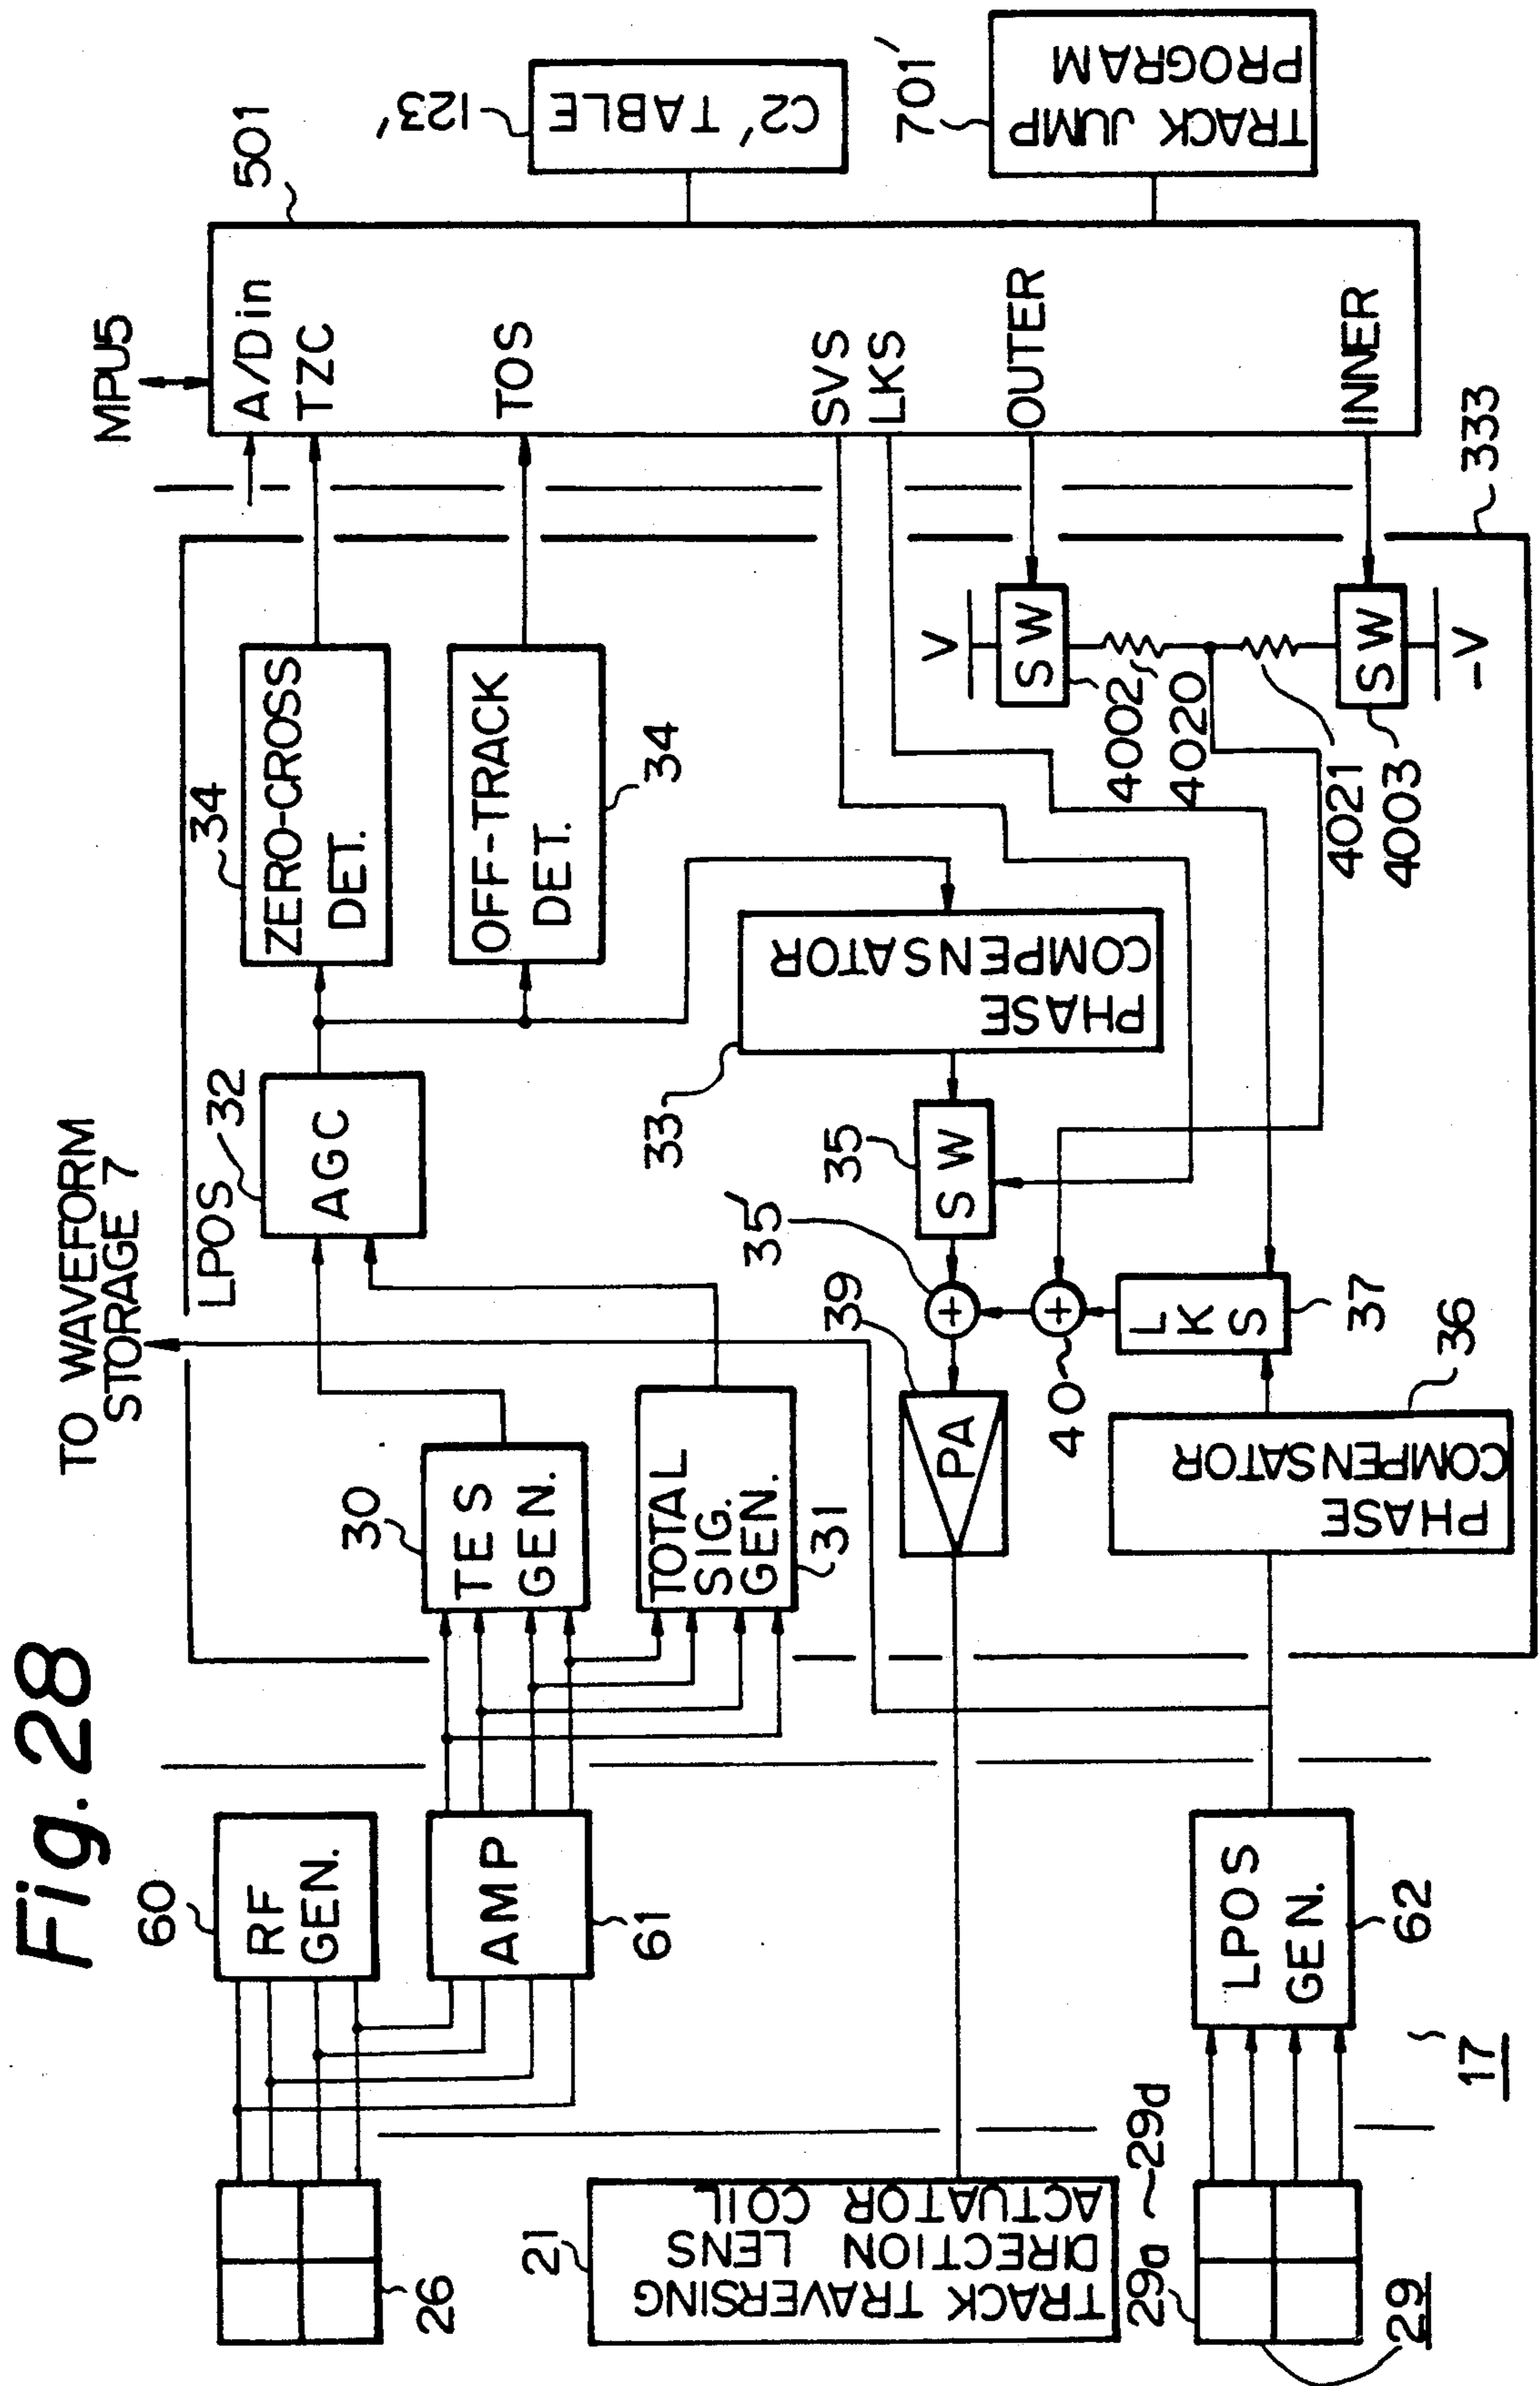 Fig. 28
TO WAVEFORM
STORAGE 7
MPU5
501
26
60
RF
GEN.
AMP
61
30
TES
GEN.
TOTAL
SIG.
GEN.
31
LPOS
32
AGC
34
ZERO-CROSS
DET.
OFF-TRACK
DET.
34
A/Din
TZC
TOS
SVS
LKS
OUTER
INNER
123'
C2' TABLE
701'
TRACK JUMP
PROGRAM
21
TRACK TRAVERSING
DIRECTION LENS
ACTUATOR COIL
39
PA
35'
+
35
SW
33
PHASE
COMPENSATOR
40
+
LKS
37
36
PHASE
COMPENSATOR
V
SW
4002
4020
4021
4003
SW
-V
333
29a ~29d
29
LPOS
GEN.
62
17